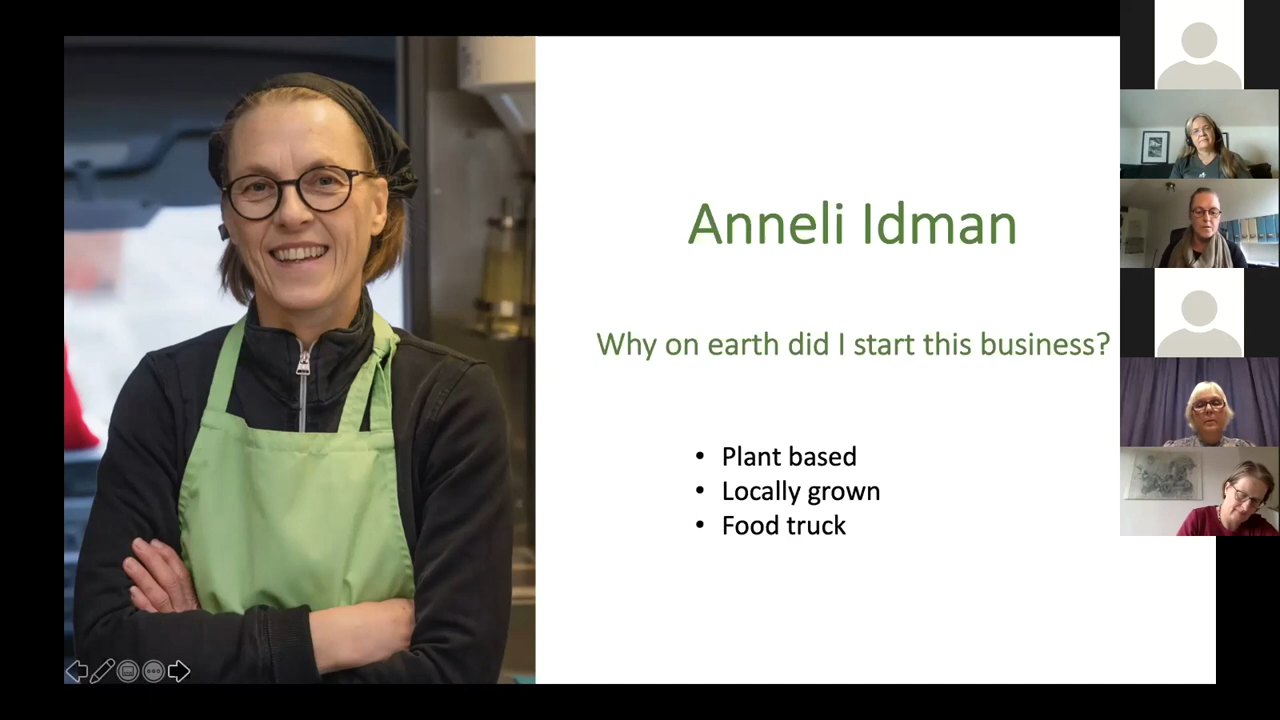 Anneli Idman
Why on earth did I start this business?
• Plant based
• Locally grown
• Food truck